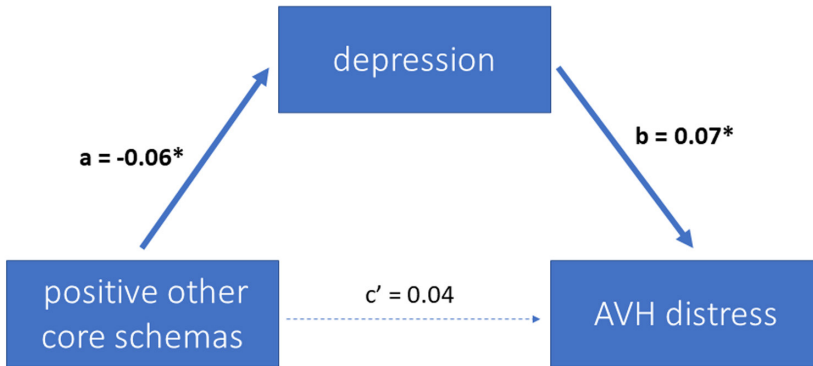 depression
a = -0.06*
b = 0.07*
positive other
core schemas
c’ = 0.04
AVH distress